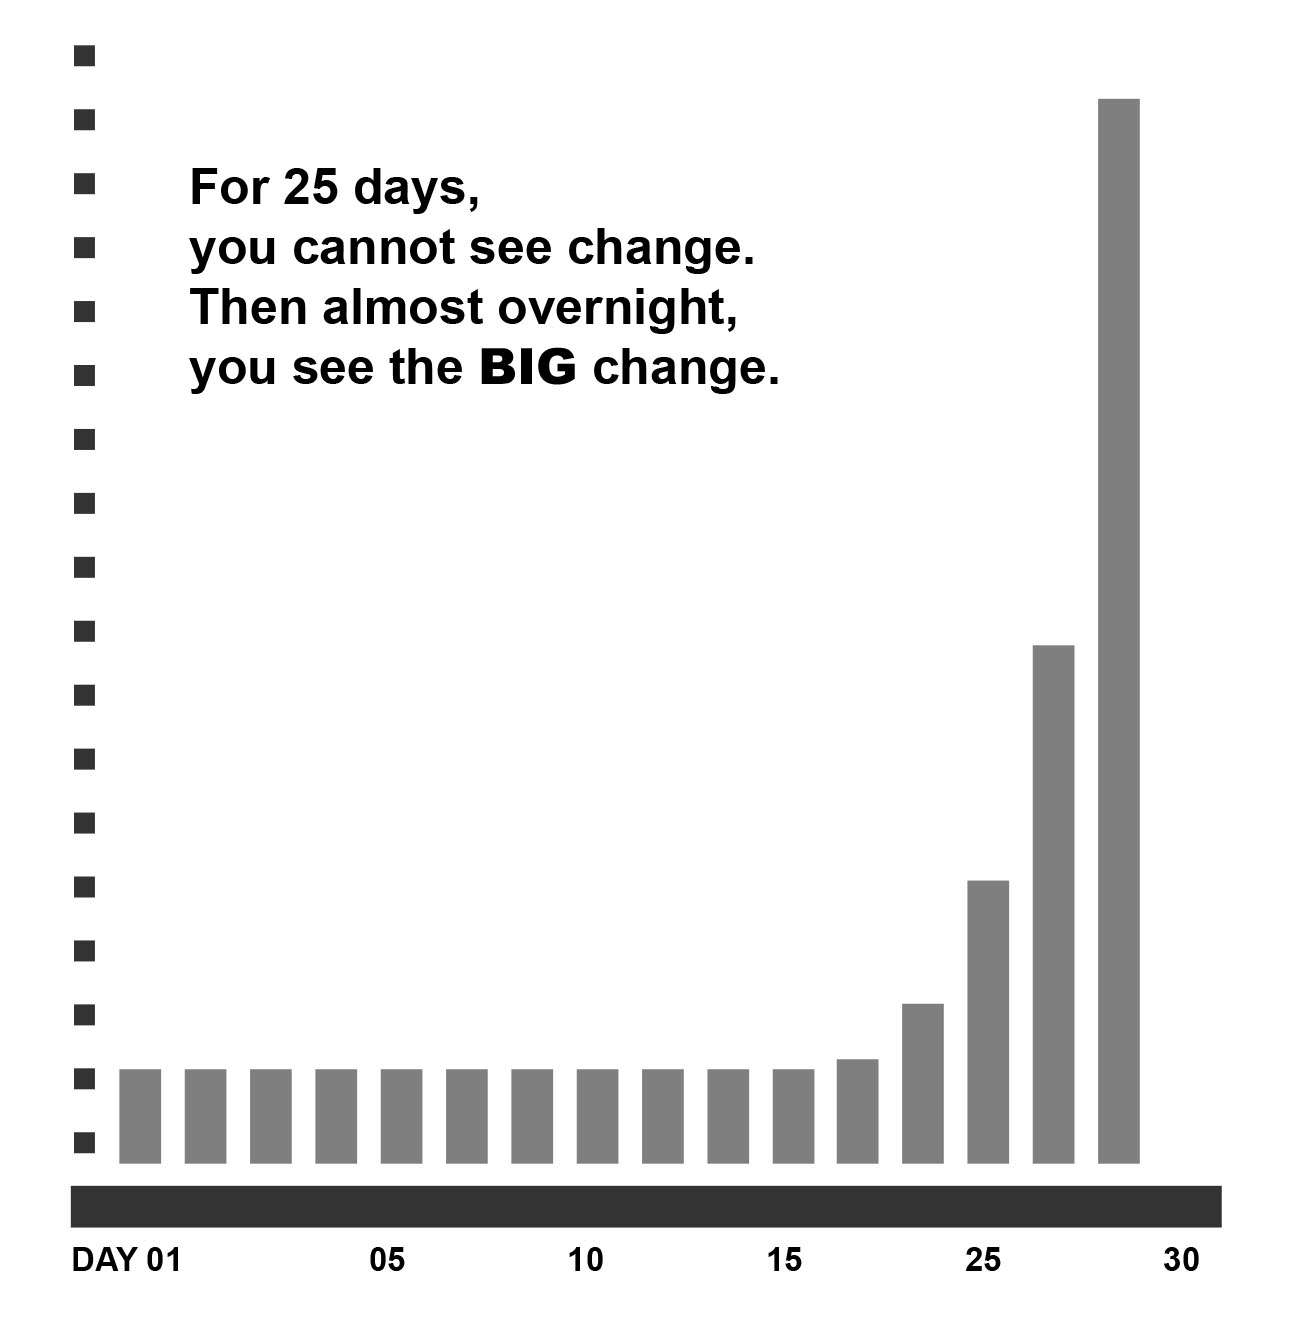 For 25 days,
you cannot see change.
Then almost overnight,
you see the BIG change.
DAY 01 05 10 15 25 30